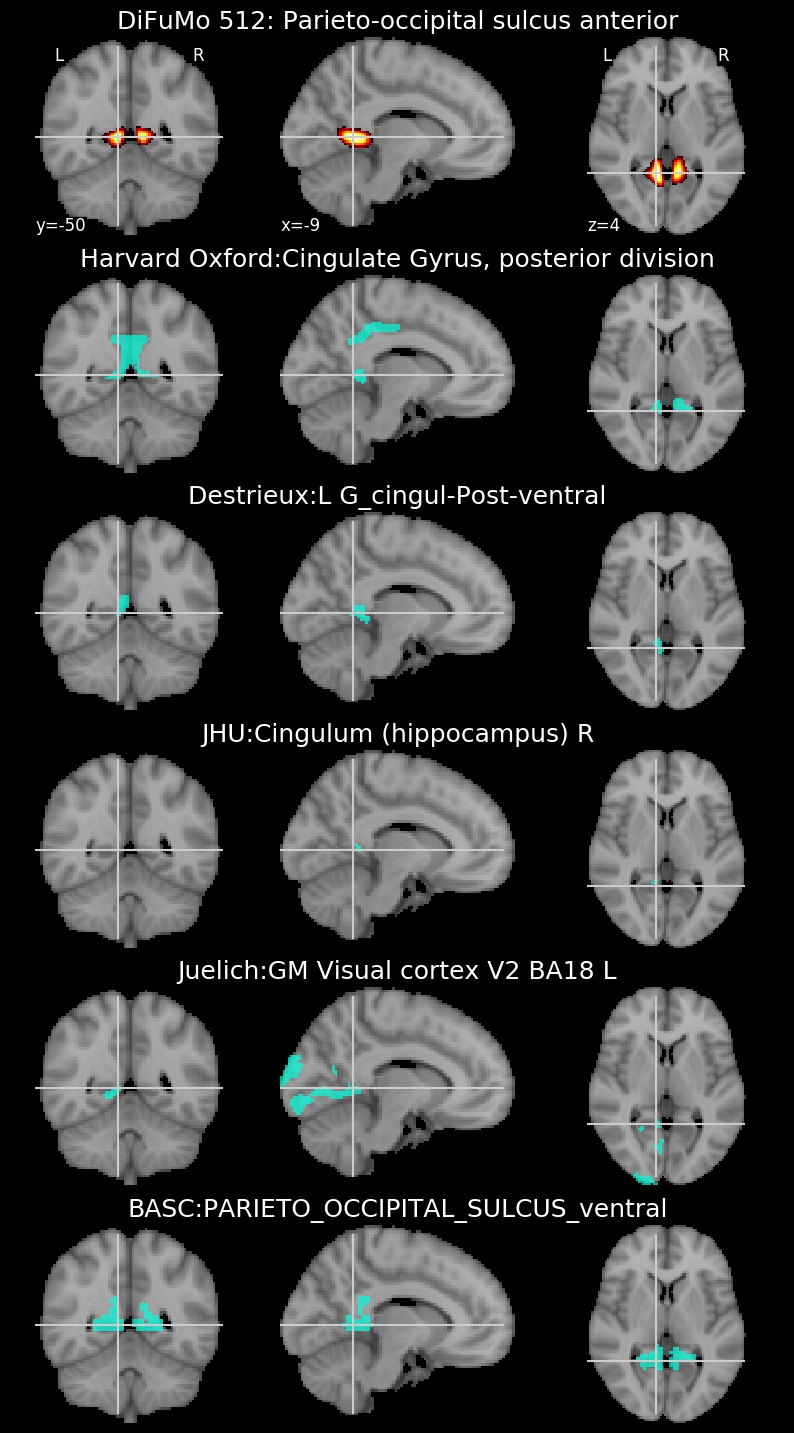 DiFuMo 512: Parieto-occipital sulcus anterior
L R L R
y=-50 x=-9 z=4
Harvard Oxford:Cingulate Gyrus, posterior division
Destrieux:L G_cingul-Post-ventral
JHU:Cingulum (hippocampus) R
Juelich:GM Visual cortex V2 BA18 L
BASC:PARIETO_OCCIPITAL_SULCUS_ventral